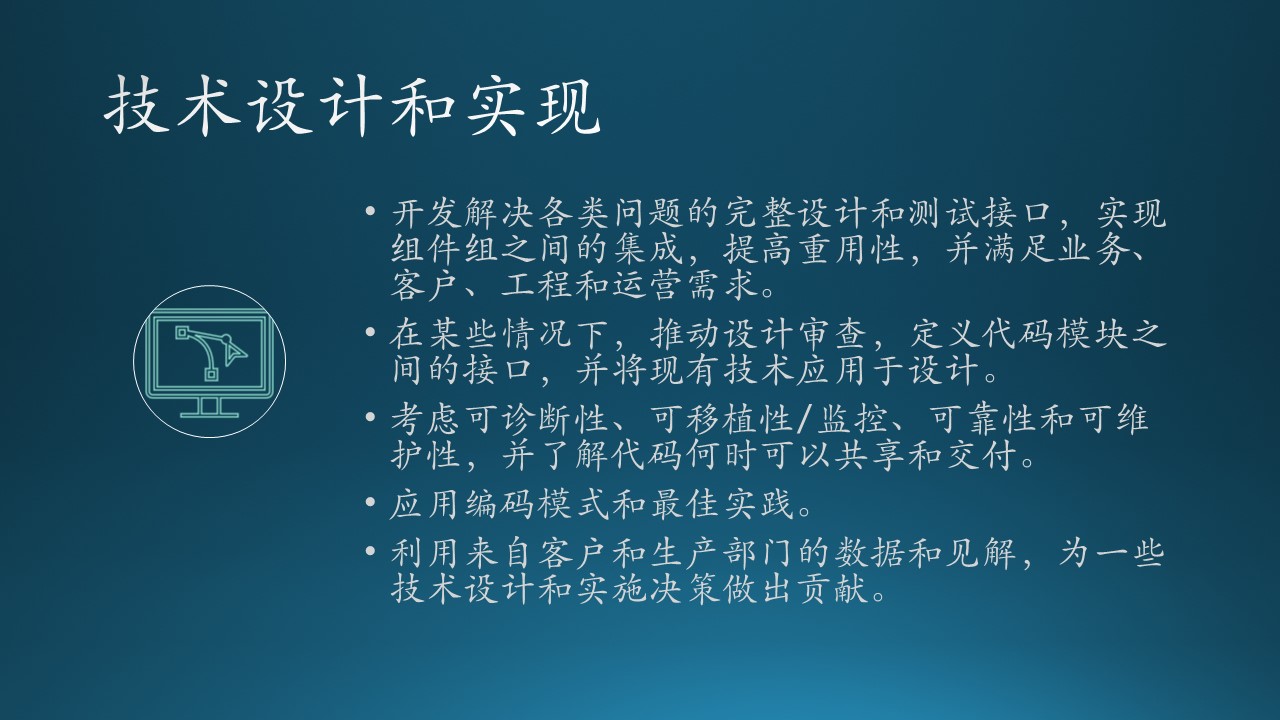 技术设计和实现
• 开发解决各类问题的完整设计和测试接口，实现
组件组之间的集成，提高重用性，并满足业务、
客户、工程和运营需求。
• 在某些情况下，推动设计审查，定义代码模块之
间的接口，并将现有技术应用于设计。
• 考虑可诊断性、可移植性/监控、可靠性和可维
护性，并了解代码何时可以共享和交付。
• 应用编码模式和最佳实践。
• 利用来自客户和生产部门的数据和见解，为一些
技术设计和实施决策做出贡献。